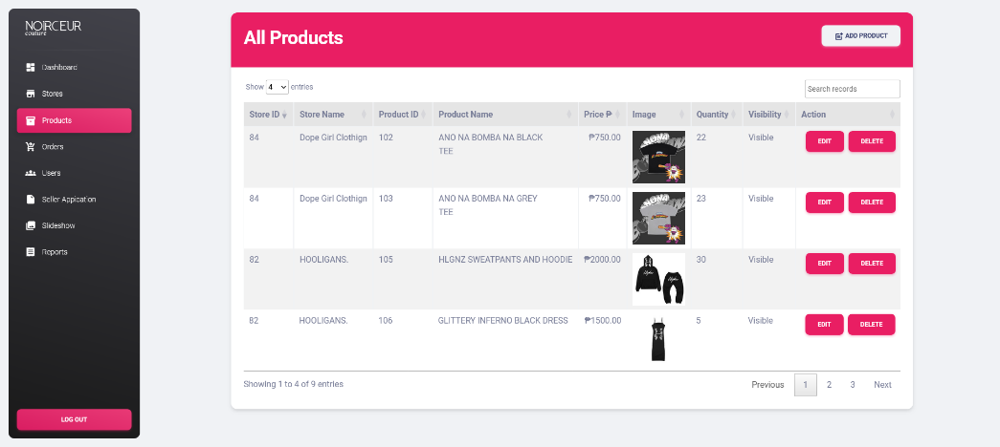 NOIRCEUR
couture
Dashboard
Stores
Products
Orders
Users
Seller Appication
Slideshow
Reports
LOG OUT
All Products
ADD PRODUCT
Show 4 entries
Search records
Store ID Store Name Product ID Product Name Price ₱ Image Quantity Visibility Action
84 Dope Girl Clothign 102 ANO NA BOMBA NA BLACK ₱750.00 22 Visible EDIT DELETE
TEE
84 Dope Girl Clothign 103 ANO NA BOMBA NA GREY ₱750.00 23 Visible EDIT DELETE
TEE
82 HOOLIGANS. 105 HLGNZ SWEATPANTS AND HOODIE ₱2000.00 30 Visible EDIT DELETE
82 HOOLIGANS. 106 GLITTERY INFERNO BLACK DRESS ₱1500.00 5 Visible EDIT DELETE
Showing 1 to 4 of 9 entries
Previous 1 2 3 Next